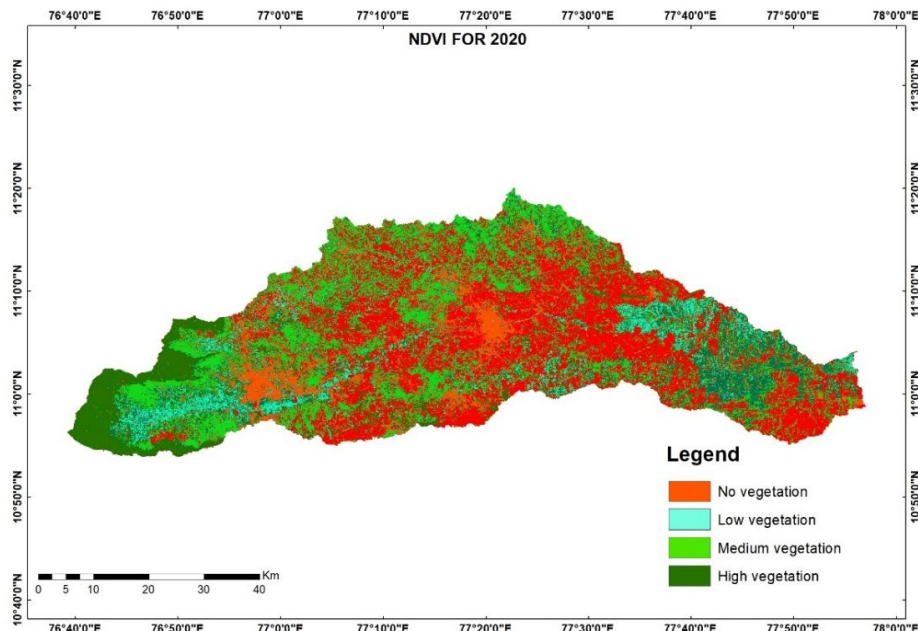 76°40'0"E 76°50'0"E 77°0'0"E 77°10'0"E 77°20'0"E 77°30'0"E 77°40'0"E 77°50'0"E 78°0'0"E
NDVI FOR 2020
11°30'0"N 11°30'0"N
11°20'0"N 11°20'0"N
11°10'0"N 11°10'0"N
11°0'0"N 11°0'0"N
10°50'0"N 10°50'0"N
10°40'0"N 10°40'0"N
Legend
No vegetation
Low vegetation
Medium vegetation
High vegetation
Km
0 5 10 20 30 40
76°40'0"E 76°50'0"E 77°0'0"E 77°10'0"E 77°20'0"E 77°30'0"E 77°40'0"E 77°50'0"E 78°0'0"E